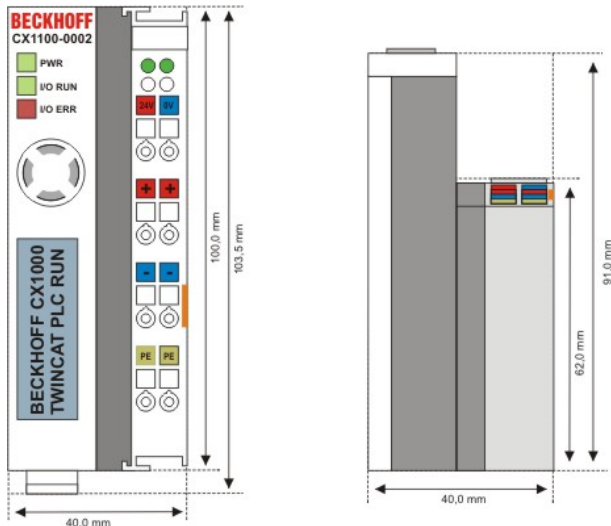 BECKHOFF
CX1100-0002
PWR
I/O RUN
I/O ERR
24V 0V
+ +
- -
PE PE
BECKHOFF CX1000
TWINCAT PLC RUN
100,0 mm
103,5 mm
40,0 mm
91,0 mm
62,0 mm
40,0 mm